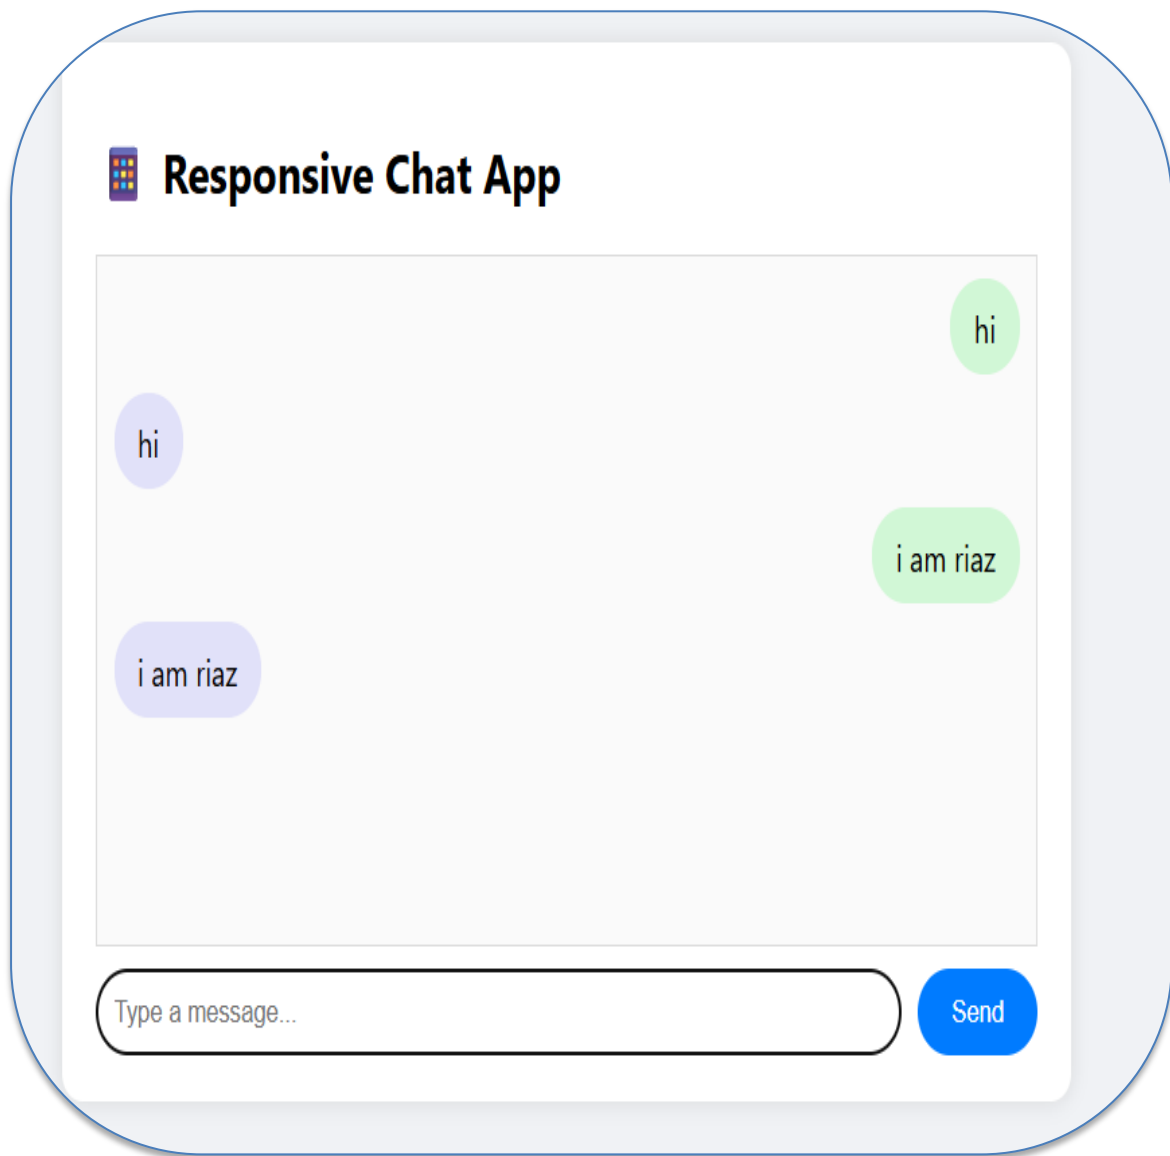 Responsive Chat App
hi
hi
i am riaz
i am riaz
Type a message...
Send